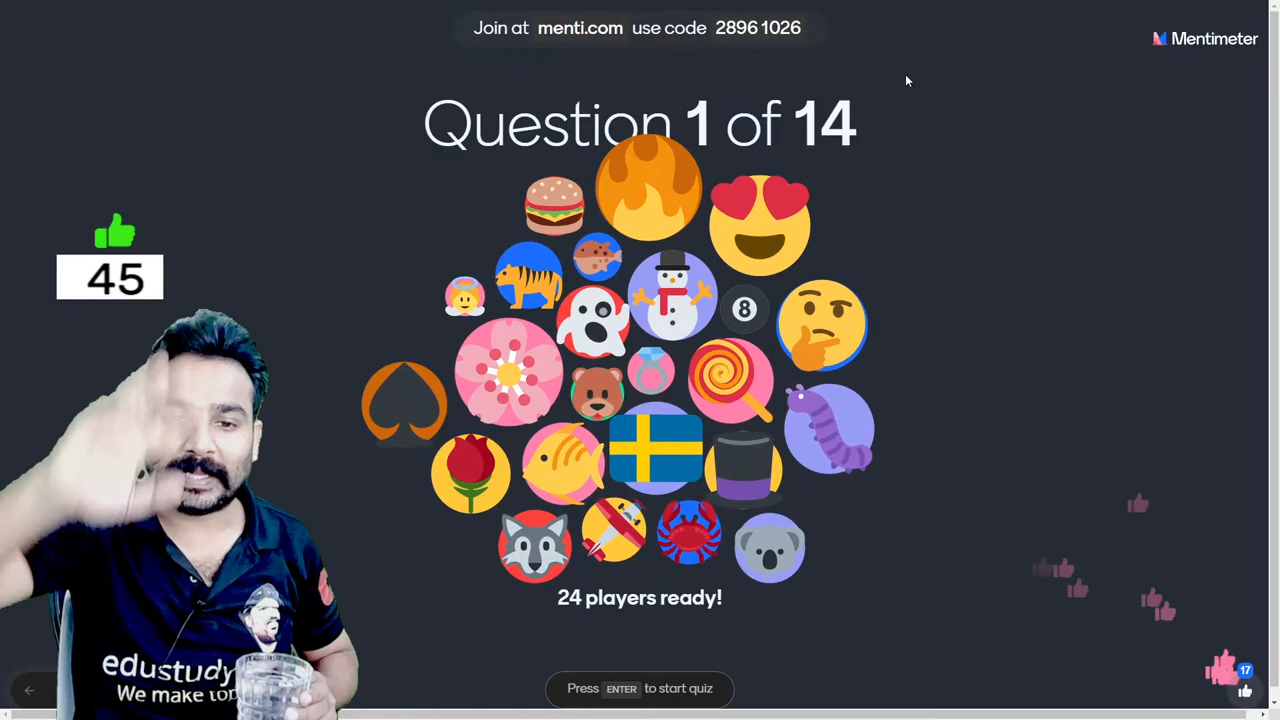 Join at menti.com use code 2896 1026
Mentimeter
Question 1 of 14
45
8
24 players ready!
17
edustudy
We make top
Press ENTER to start quiz